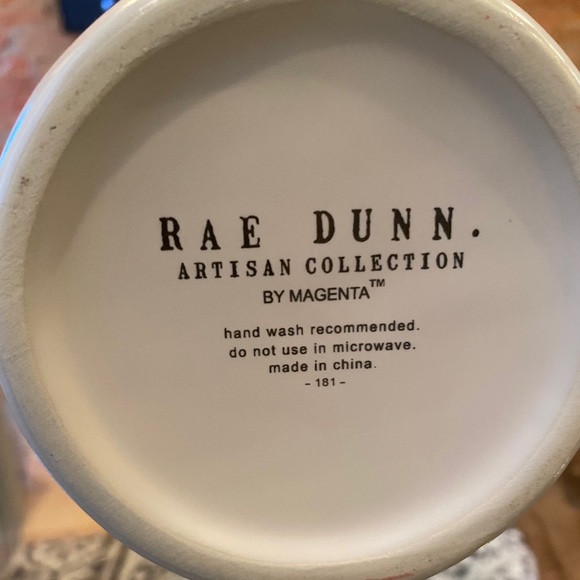 RAE DUNN.
ARTISAN COLLECTION
BY MAGENTA™
hand wash recommended.
do not use in microwave.
made in china.
- 181 -